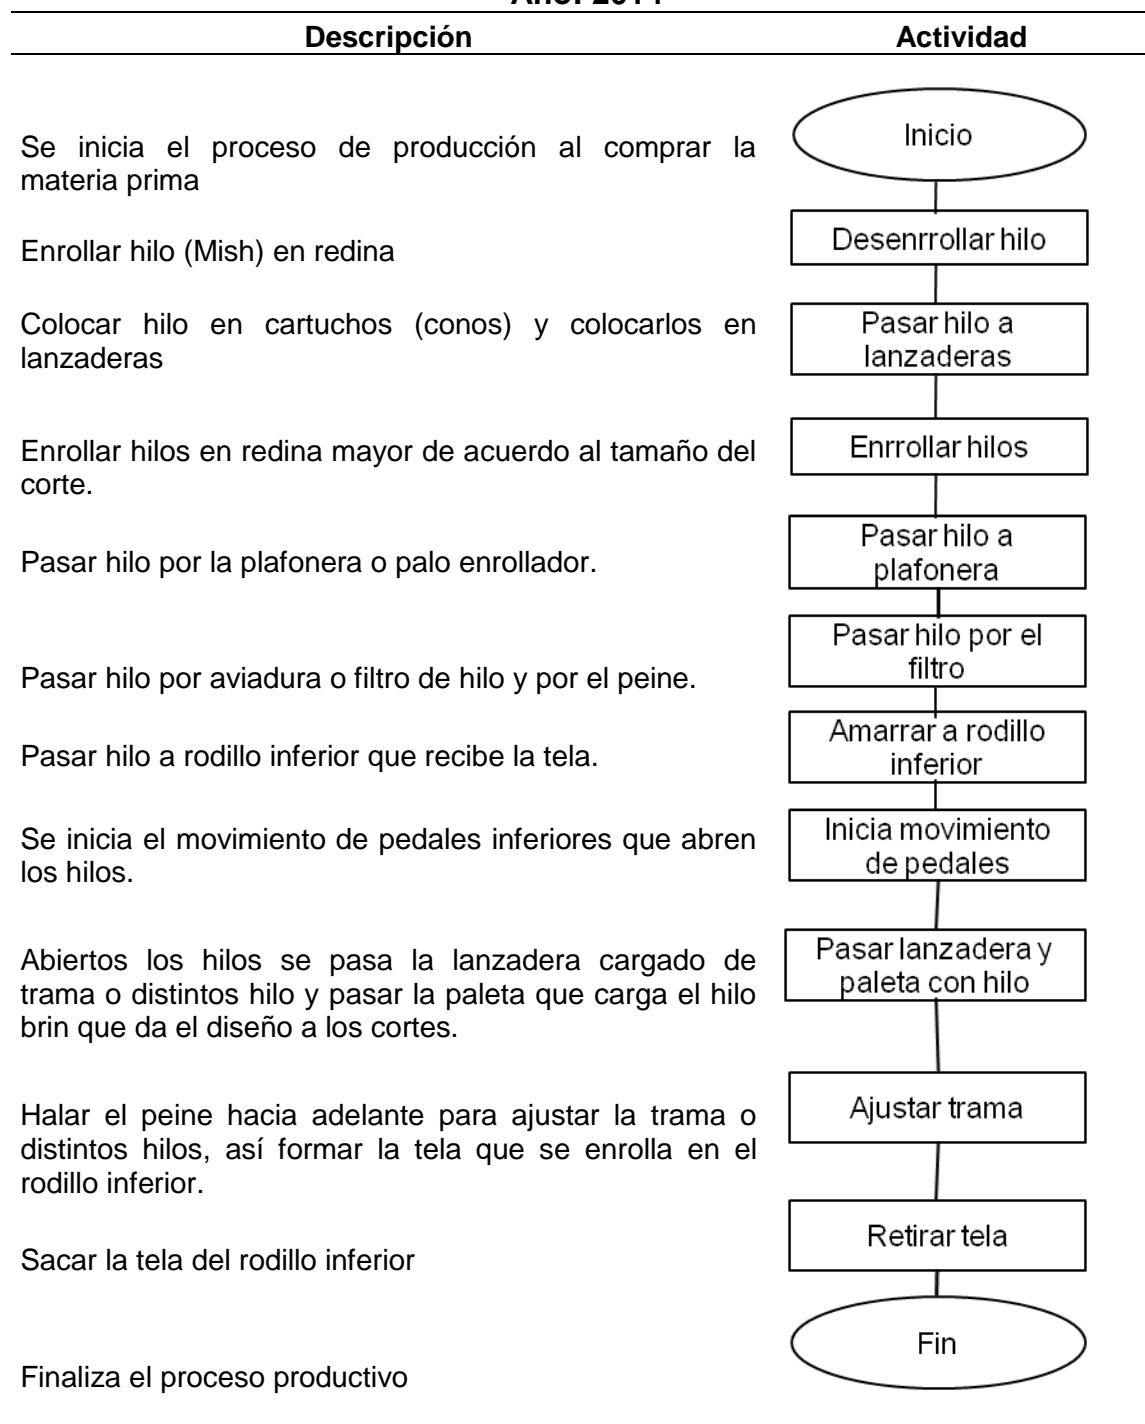 Año: 2014
Descripción Actividad
Inicio
Se inicia el proceso de producción al comprar la
materia prima
Desenrrollar hilo
Enrollar hilo (Mish) en redina
Colocar hilo en cartuchos (conos) y colocarlos en
lanzaderas
Pasar hilo a
lanzaderas
Enrollar hilos en redina mayor de acuerdo al tamaño del
corte.
Enrrollar hilos
Pasar hilo por la plafonera o palo enrollador.
Pasar hilo a
plafonera
Pasar hilo por aviadura o filtro de hilo y por el peine.
Pasar hilo por el
filtro
Pasar hilo a rodillo inferior que recibe la tela.
Amarrar a rodillo
inferior
Se inicia el movimiento de pedales inferiores que abren
los hilos.
Inicia movimiento
de pedales
Abiertos los hilos se pasa la lanzadera cargado de
trama o distintos hilo y pasar la paleta que carga el hilo
brin que da el diseño a los cortes.
Pasar lanzadera y
paleta con hilo
Halar el peine hacia adelante para ajustar la trama o
distintos hilos, así formar la tela que se enrolla en el
rodillo inferior.
Ajustar trama
Retirar tela
Sacar la tela del rodillo inferior
Fin
Finaliza el proceso productivo